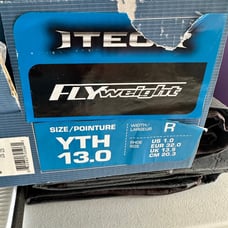 ITECH
FLYweight
SIZE/POINTURE
YTH
13.0
WIDTH/
LARGEUR
R
SHOE
SIZE
US 1.0
EUR 32.0
UK 13.5
CM 20.3